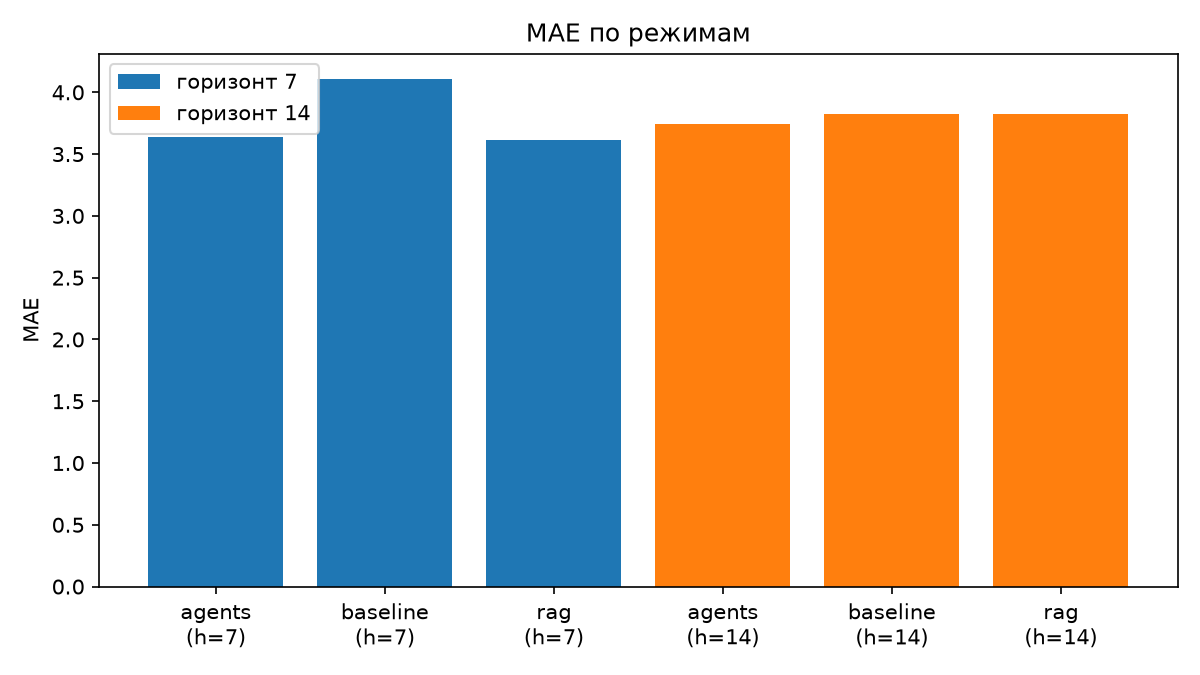 MAE по режимам
горизонт 7
горизонт 14
MAE
4.0
3.5
3.0
2.5
2.0
1.5
1.0
0.5
0.0
agents
(h=7)
baseline
(h=7)
rag
(h=7)
agents
(h=14)
baseline
(h=14)
rag
(h=14)